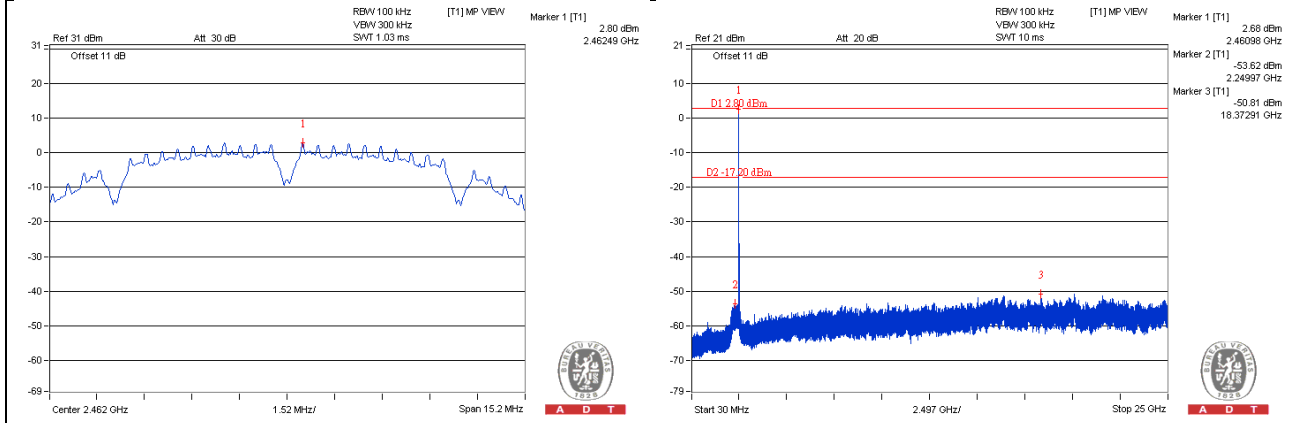 RBW 100 kHz [T1] MP VIEW
VBW 300 kHz
Ref 31 dBm Att 30 dB SWT 1.03 ms
Marker 1 [T1]
2.80 dBm
2.46249 GHz
Offset 11 dB
31
20
10
0
-10
-20
-30
-40
-50
-60
-69
1
Center 2.462 GHz 1.52 MHz/ Span 15.2 MHz
BUREAU VERITAS
1828
A D T
RBW 100 kHz [T1] MP VIEW
VBW 300 kHz
Ref 21 dBm Att 20 dB SWT 10 ms
Marker 1 [T1]
2.68 dBm
2.46098 GHz
Marker 2 [T1]
-53.62 dBm
2.24997 GHz
Marker 3 [T1]
-50.81 dBm
18.37291 GHz
Offset 11 dB
21
10
0
-10
-20
-30
-40
-50
-60
-70
-79
1
D1 2.80 dBm
D2 -17.20 dBm
2
3
Start 30 MHz 2.497 GHz/ Stop 25 GHz
BUREAU VERITAS
1828
A D T